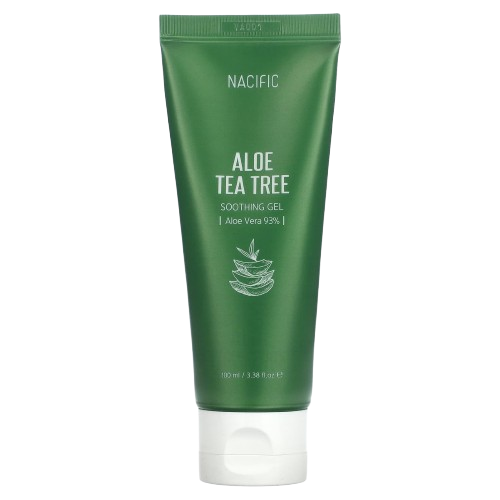 NACIFIC
ALOE
TEA TREE
SOOTHING GEL
| Aloe Vera 93% |
100 ml / 3.38 fl.oz ℮